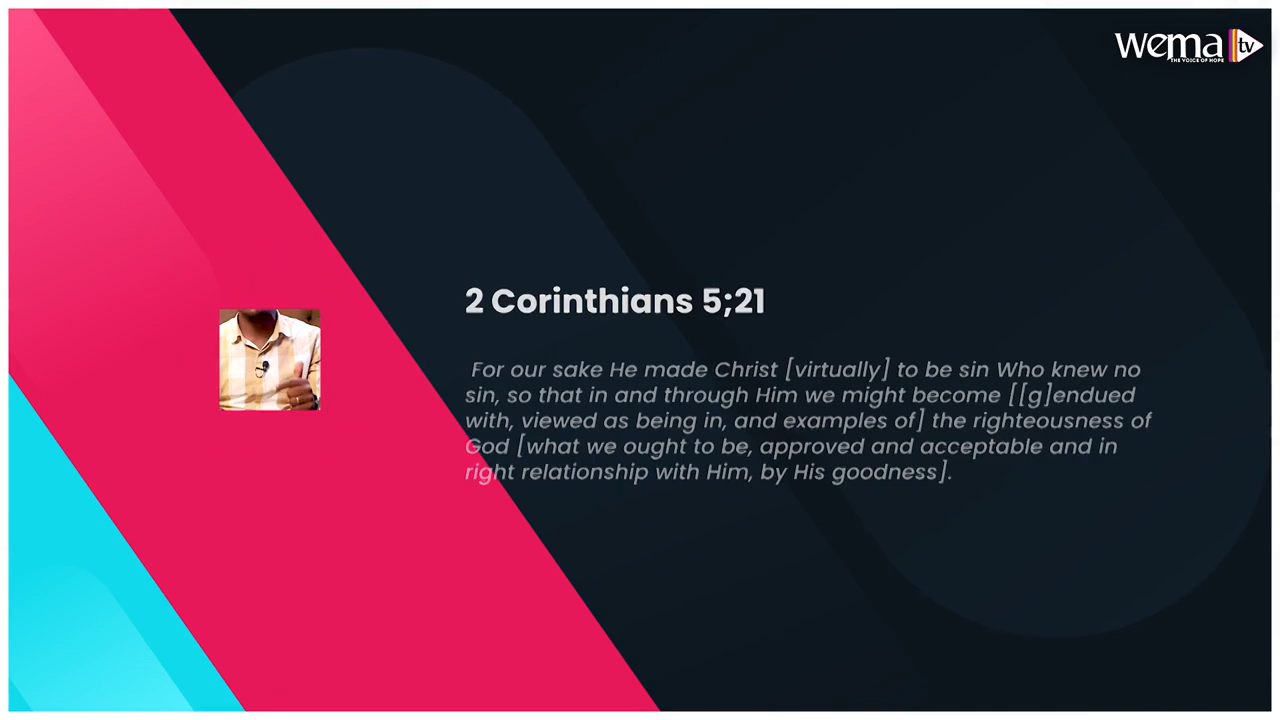 wema tv
THE VOICE OF HOPE
2 Corinthians 5;21
For our sake He made Christ [virtually] to be sin Who knew no
sin, so that in and through Him we might become [[g]endued
with, viewed as being in, and examples of] the righteousness of
God [what we ought to be, approved and acceptable and in
right relationship with Him, by His goodness].